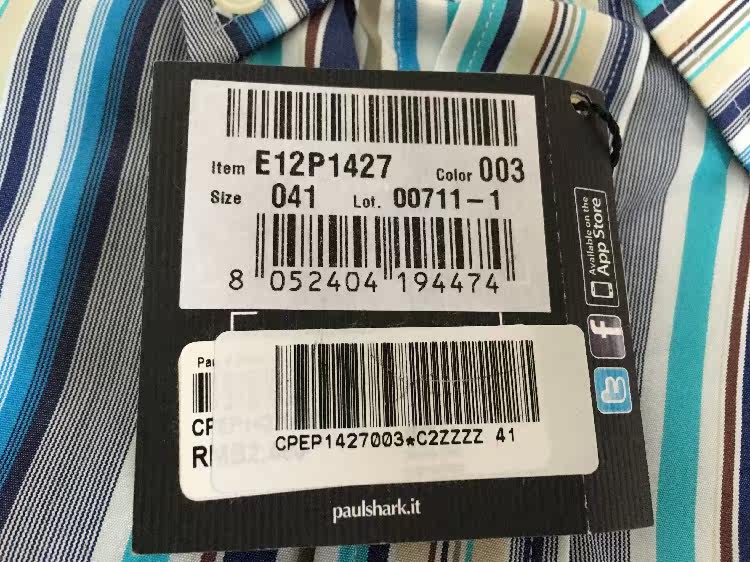 Item E12P1427 Color 003
Size 041 Lot. 00711-1
8 052404 194474
CPEP1427003*C2ZZZZ 41
paulshark.it
Available on the
App Store